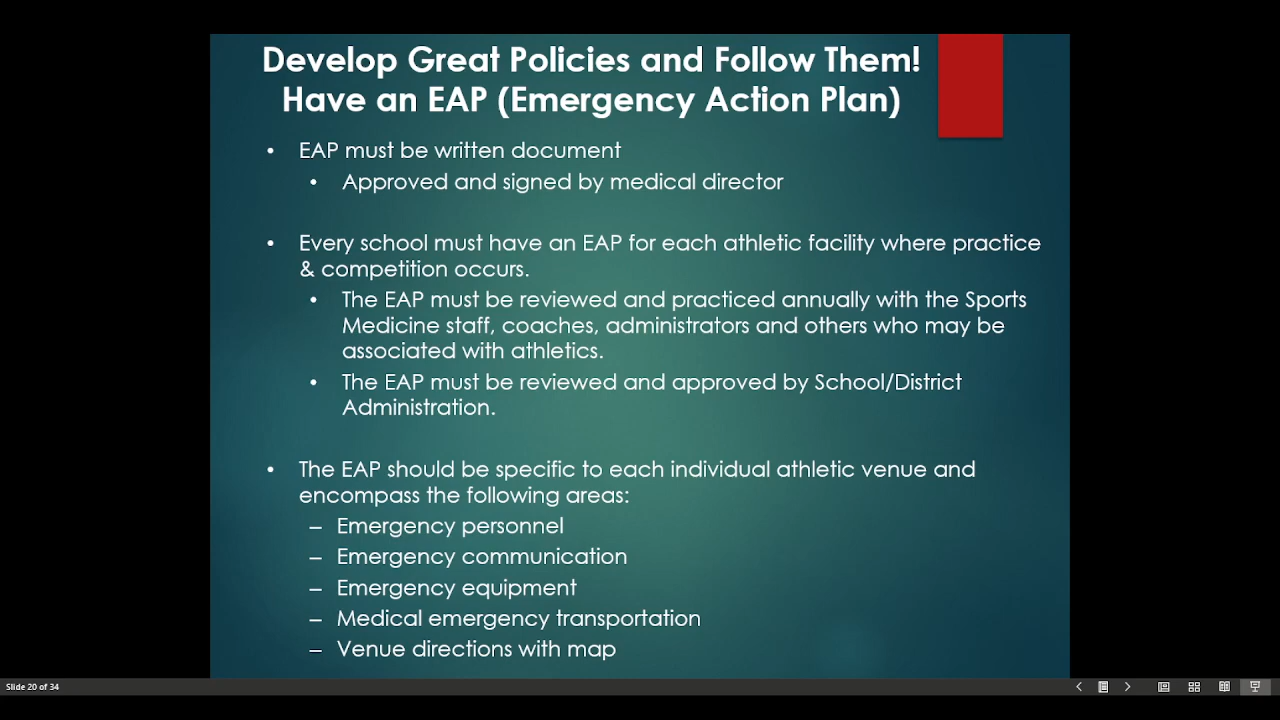 Develop Great Policies and Follow Them!
Have an EAP (Emergency Action Plan)
• EAP must be written document
• Approved and signed by medical director
• Every school must have an EAP for each athletic facility where practice
& competition occurs.
• The EAP must be reviewed and practiced annually with the Sports
Medicine staff, coaches, administrators and others who may be
associated with athletics.
• The EAP must be reviewed and approved by School/District
Administration.
• The EAP should be specific to each individual athletic venue and
encompass the following areas:
– Emergency personnel
– Emergency communication
– Emergency equipment
– Medical emergency transportation
– Venue directions with map
Slide 20 of 34